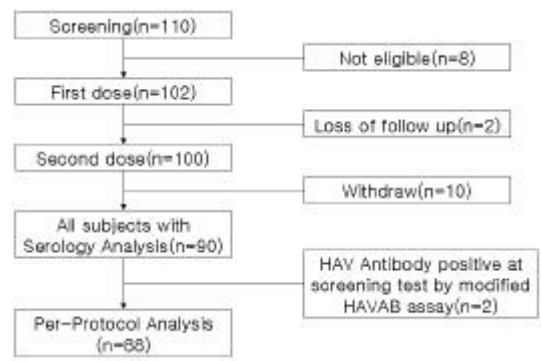 Screening(n=110)
Not eligible(n=8)
First dose(n=102)
Loss of follow up(n=2)
Second dose(n=100)
Withdraw(n=10)
All subjects with
Serology Analysis(n=90)
HAV Antibody positive at
screening test by modified
HAVAB assay(n=2)
Per-Protocol Analysis
(n=88)